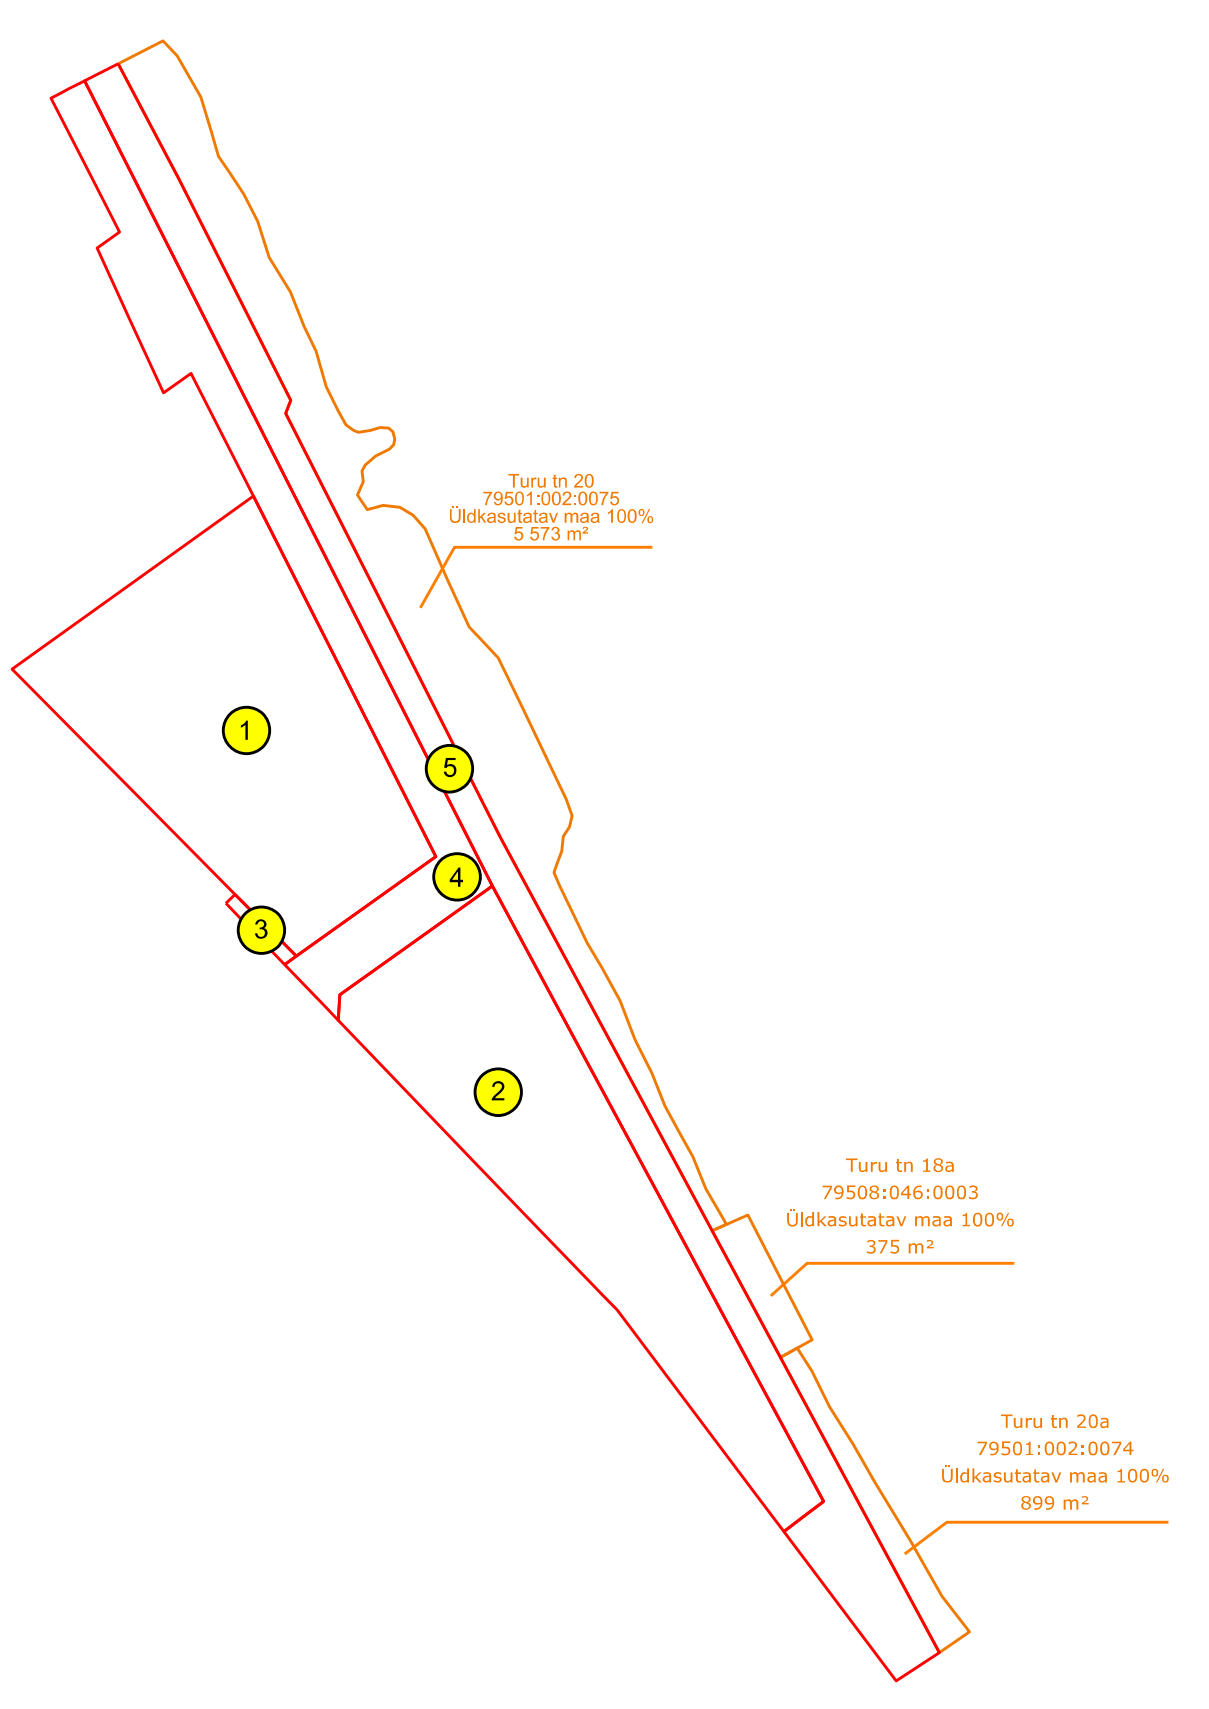 Turu tn 20
79501:002:0075
Üldkasutatav maa 100%
5 573 m²
1
5
4
3
2
Turu tn 18a
79508:046:0003
Üldkasutatav maa 100%
375 m²
Turu tn 20a
79501:002:0074
Üldkasutatav maa 100%
899 m²